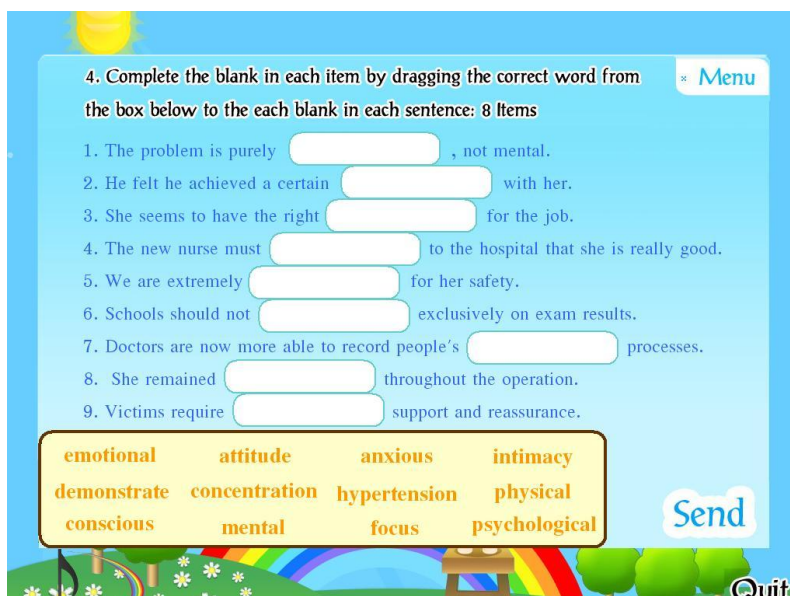 4. Complete the blank in each item by dragging the correct word from
the box below to the each blank in each sentence: 8 Items
* Menu
1. The problem is purely , not mental.
2. He felt he achieved a certain with her.
3. She seems to have the right for the job.
4. The new nurse must to the hospital that she is really good.
5. We are extremely for her safety.
6. Schools should not exclusively on exam results.
7. Doctors are now more able to record people's processes.
8. She remained throughout the operation.
9. Victims require support and reassurance.
emotional attitude anxious intimacy
demonstrate concentration hypertension physical
conscious mental focus psychological
Send
Quit